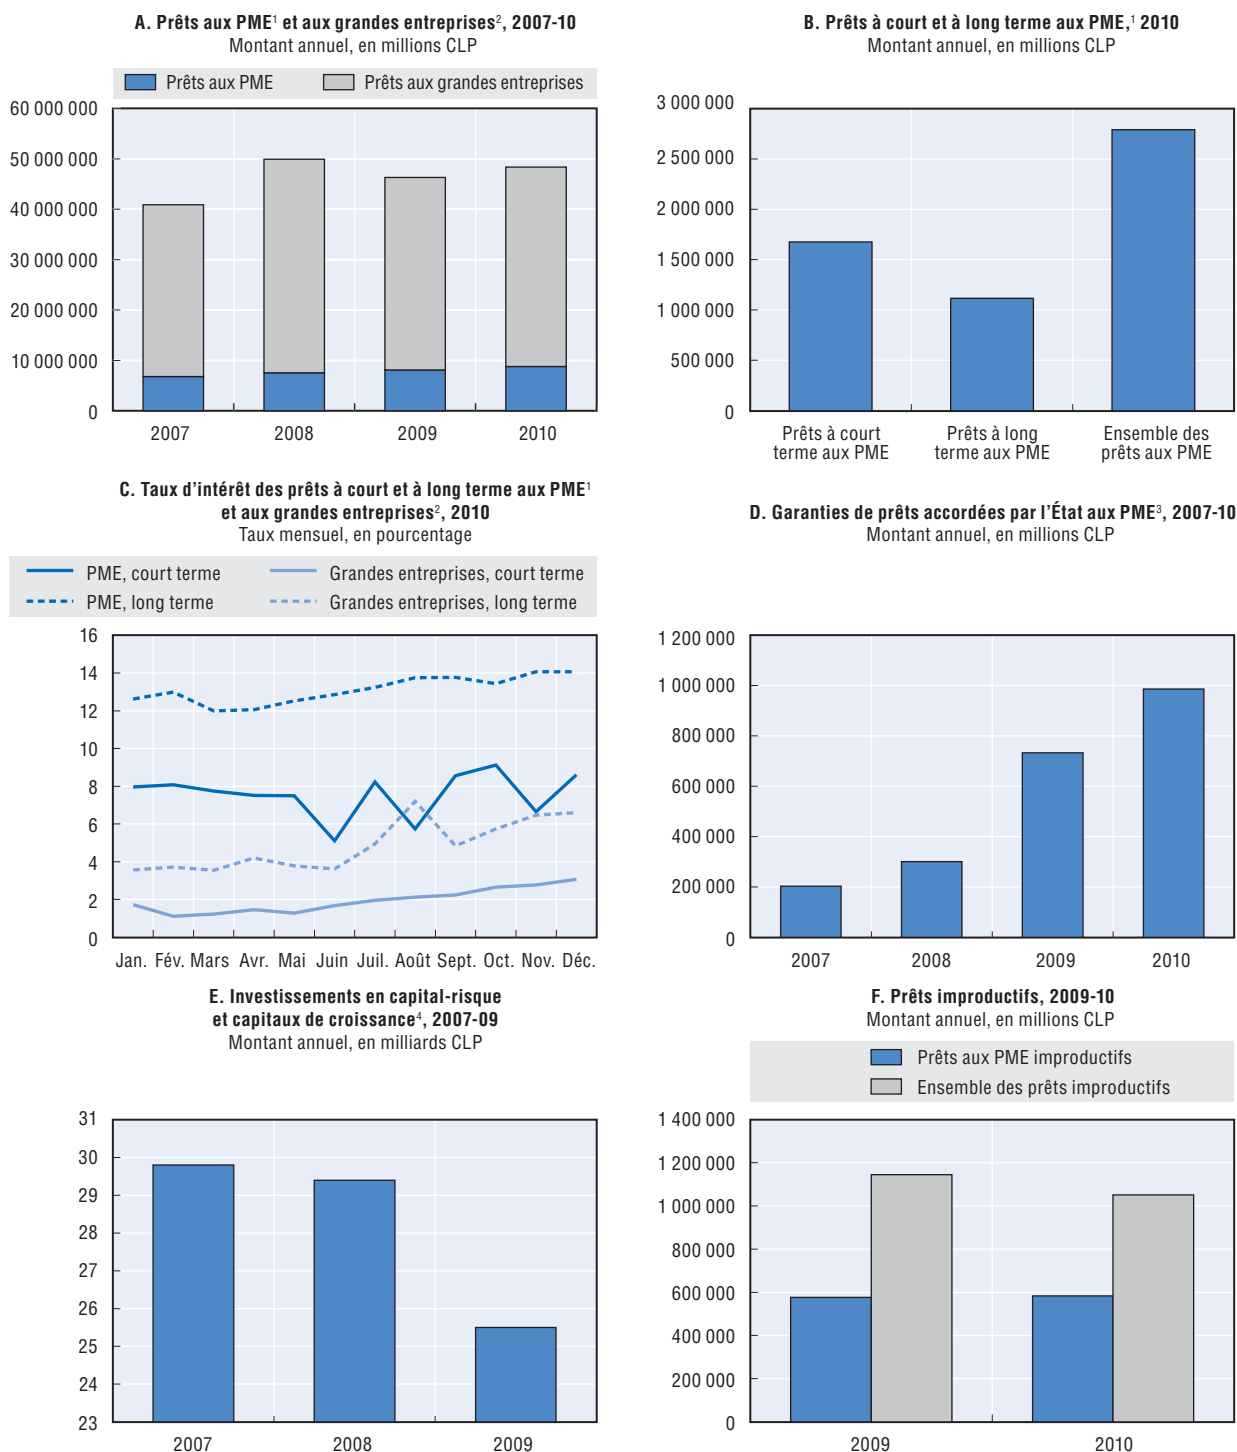 A. Prêts aux PME¹ et aux grandes entreprises², 2007-10
Montant annuel, en millions CLP
Prêts aux PME
Prêts aux grandes entreprises
60 000 000
50 000 000
40 000 000
30 000 000
20 000 000
10 000 000
0
2007
2008
2009
2010
B. Prêts à court et à long terme aux PME,¹ 2010
Montant annuel, en millions CLP
3 000 000
2 500 000
2 000 000
1 500 000
1 000 000
500 000
0
Prêts à court
terme aux PME
Prêts à long
terme aux PME
Ensemble des
prêts aux PME
C. Taux d'intérêt des prêts à court et à long terme aux PME¹
et aux grandes entreprises², 2010
Taux mensuel, en pourcentage
PME, court terme
Grandes entreprises, court terme
PME, long terme
Grandes entreprises, long terme
16
14
12
10
8
6
4
2
0
Jan. Fév. Mars Avr. Mai Juin Juil. Août Sept. Oct. Nov. Déc.
D. Garanties de prêts accordées par l'État aux PME³, 2007-10
Montant annuel, en millions CLP
1 200 000
1 000 000
800 000
600 000
400 000
200 000
0
2007
2008
2009
2010
E. Investissements en capital-risque
et capitaux de croissance⁴, 2007-09
Montant annuel, en milliards CLP
31
30
29
28
27
26
25
24
23
2007
2008
2009
F. Prêts improductifs, 2009-10
Montant annuel, en millions CLP
Prêts aux PME improductifs
Ensemble des prêts improductifs
1 400 000
1 200 000
1 000 000
800 000
600 000
400 000
200 000
0
2009
2010